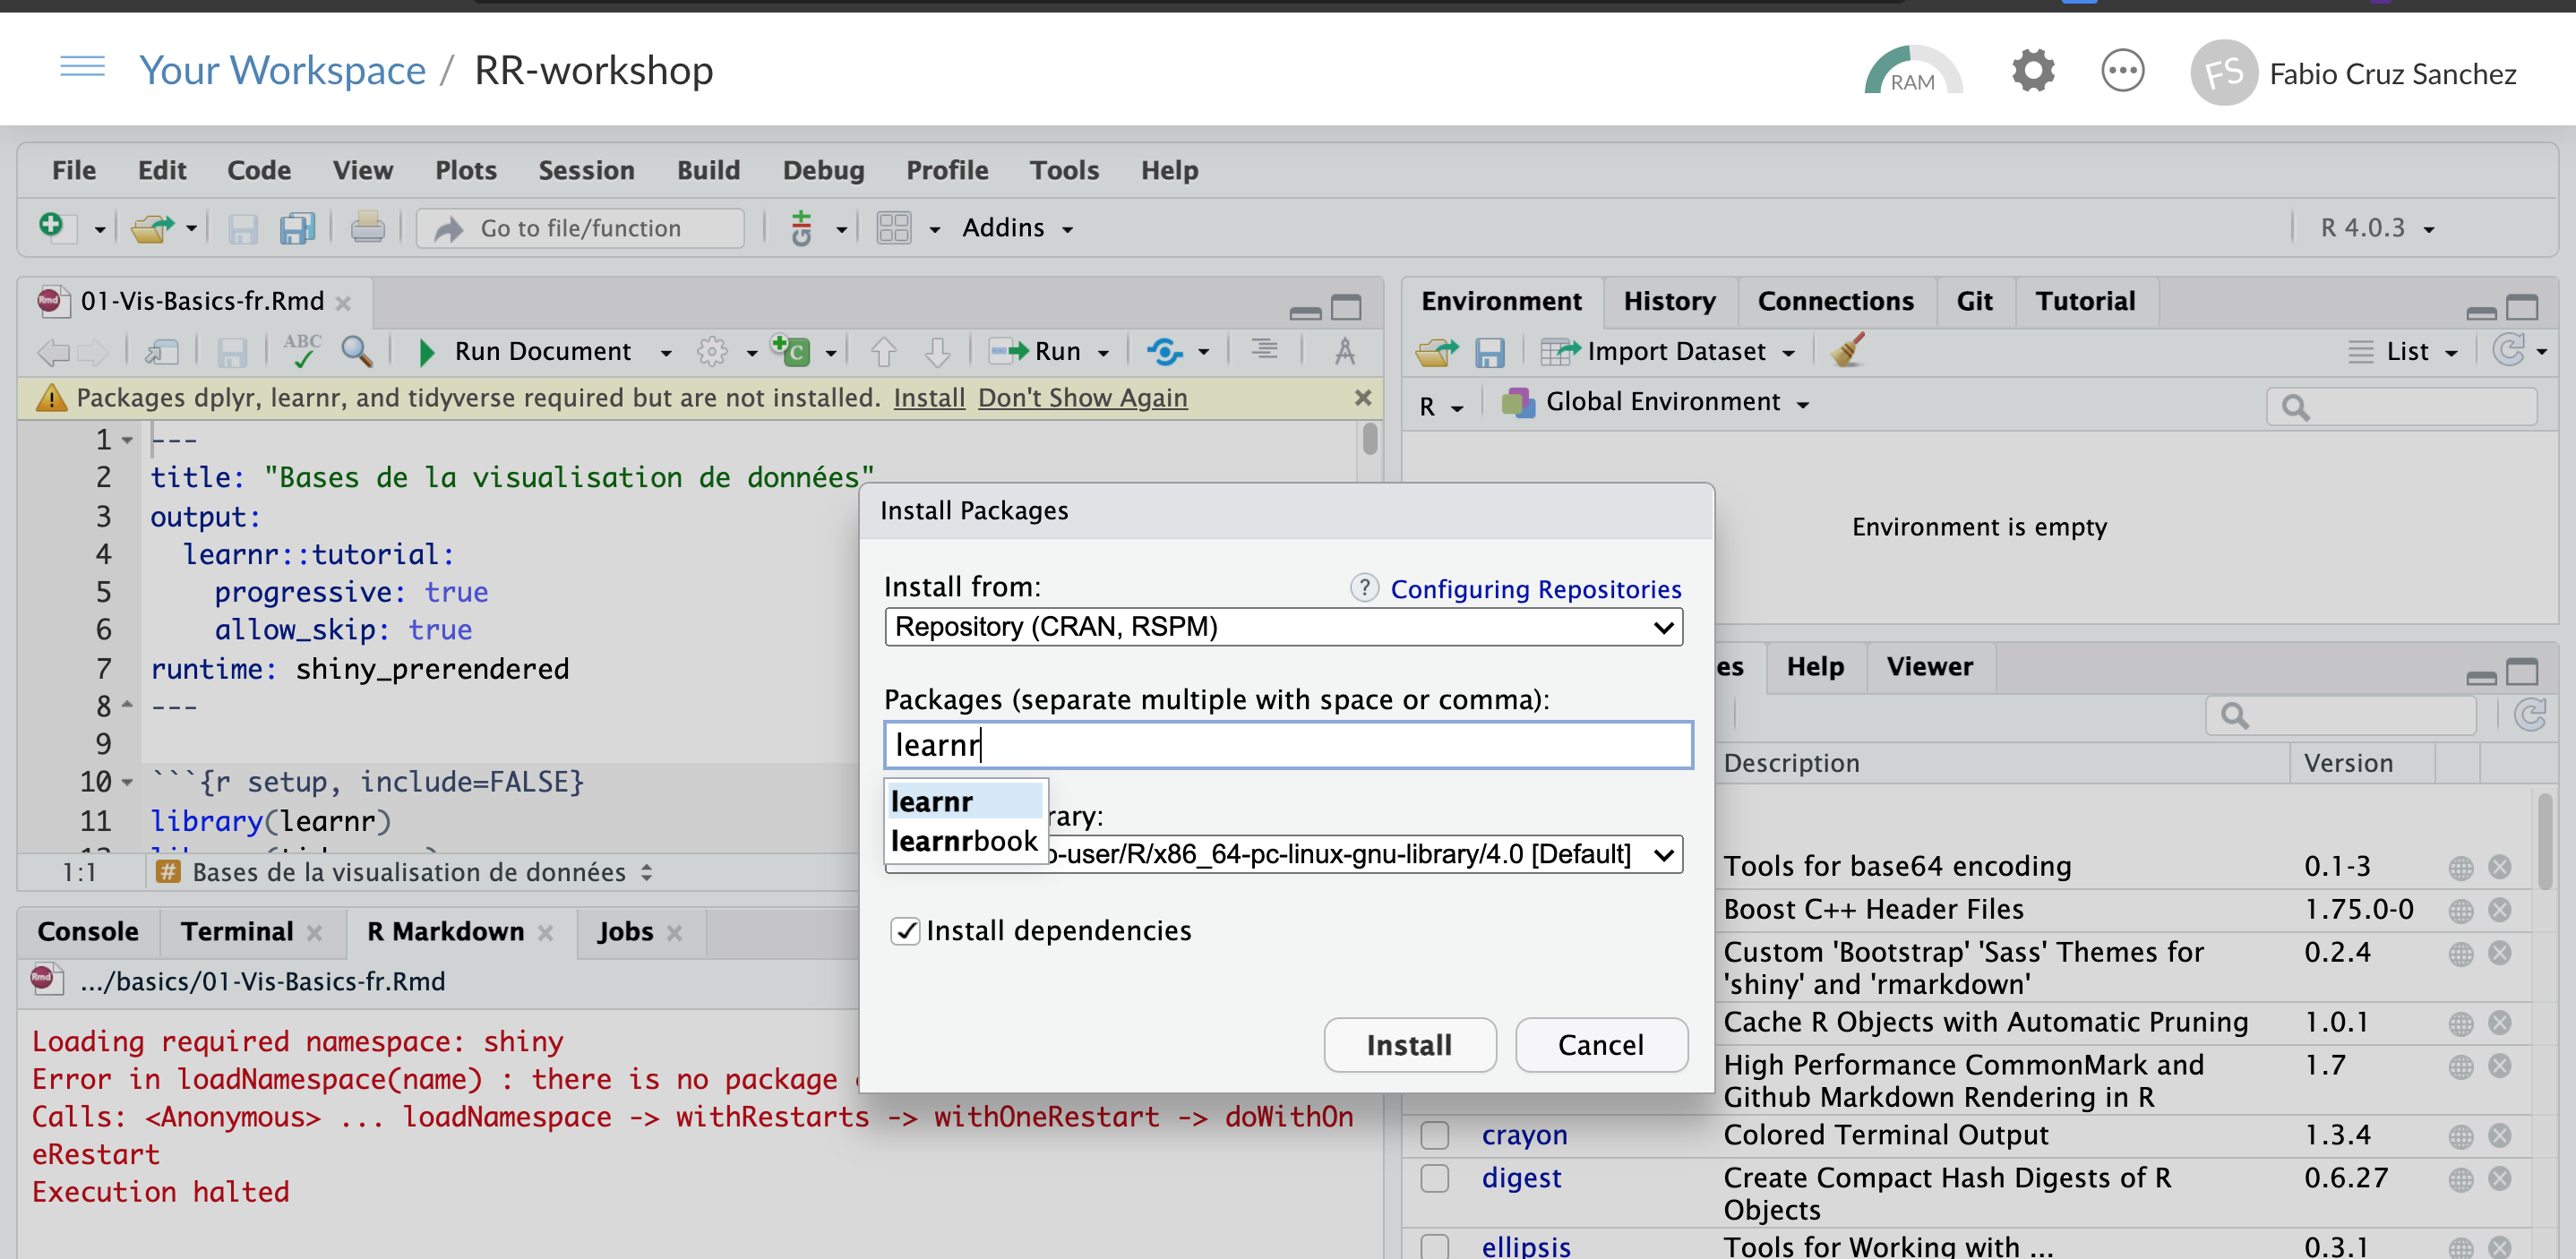 Your Workspace / RR-workshop
RAM
FS
Fabio Cruz Sanchez
File Edit Code View Plots Session Build Debug Profile Tools Help
Go to file/function
Addins
R 4.0.3
01-Vis-Basics-fr.Rmd
ABC
Run Document
Run
Packages dplyr, learnr, and tidyverse required but are not installed. Install Don't Show Again
1 ---
2 title: "Bases de la visualisation de données"
3 output:
4 learnr::tutorial:
5 progressive: true
6 allow_skip: true
7 runtime: shiny_prerendered
8 ---
9
10 ```{r setup, include=FALSE}
11 library(learnr)
1:1 # Bases de la visualisation de données
Console Terminal R Markdown Jobs
.../basics/01-Vis-Basics-fr.Rmd
Loading required namespace: shiny
Error in loadNamespace(name) : there is no package
Calls: <Anonymous> ... loadNamespace -> withRestarts -> withOneRestart -> doWithOn
eRestart
Execution halted
Install Packages
Install from:
? Configuring Repositories
Repository (CRAN, RSPM)
Packages (separate multiple with space or comma):
learnr
learnr
learnrbook
rary:
o-user/R/x86_64-pc-linux-gnu-library/4.0 [Default]
Install dependencies
Install Cancel
Environment History Connections Git Tutorial
Import Dataset
List
R Global Environment
Environment is empty
es Help Viewer
Description Version
Tools for base64 encoding 0.1-3
Boost C++ Header Files 1.75.0-0
Custom 'Bootstrap' 'Sass' Themes for 0.2.4
'shiny' and 'rmarkdown'
Cache R Objects with Automatic Pruning 1.0.1
High Performance CommonMark and 1.7
Github Markdown Rendering in R
crayon Colored Terminal Output 1.3.4
digest Create Compact Hash Digests of R 0.6.27
Objects
ellipsis Tools for Working with ... 0.3.1